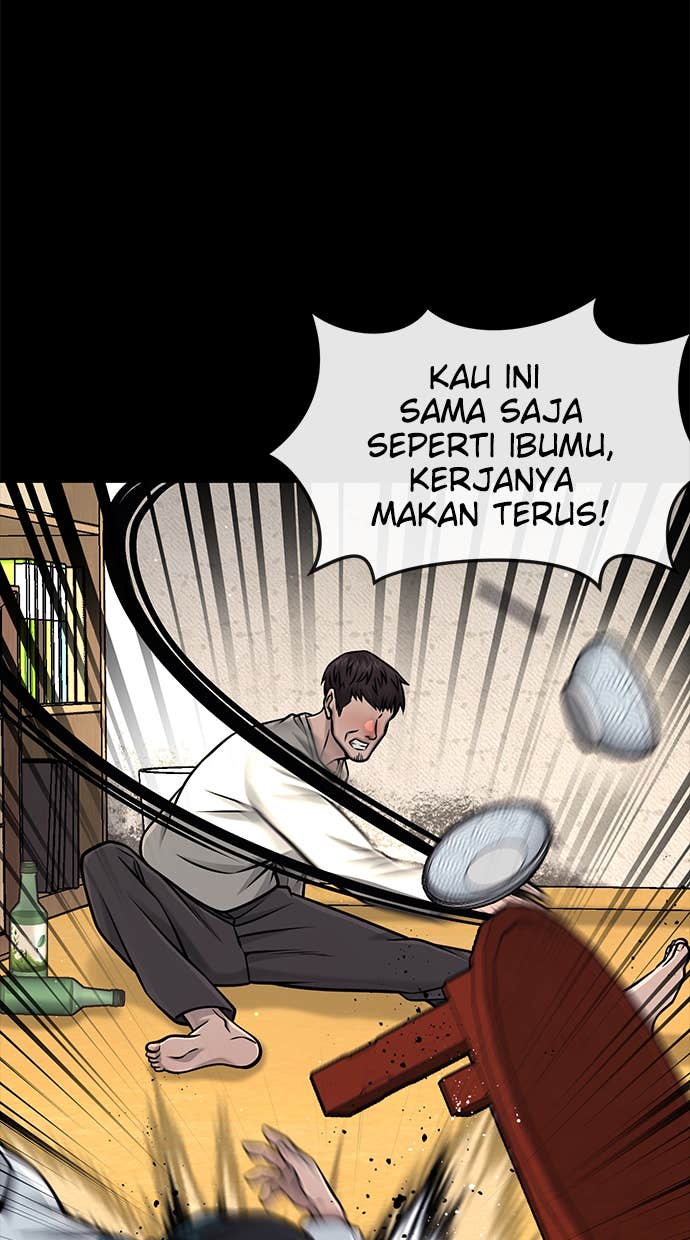 KAU INI
SAMA SAJA
SEPERTI IBUMU,
KERJANYA
MAKAN TERUS!